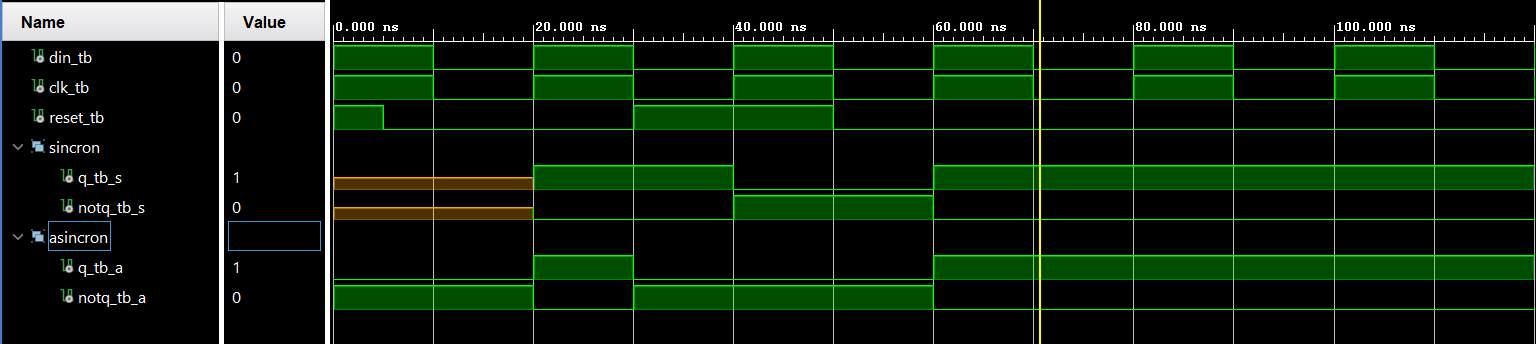 Name Value 0.000 ns 20.000 ns 40.000 ns 60.000 ns 80.000 ns 100.000 ns
din_tb 0
clk_tb 0
reset_tb 0
sincron
q_tb_s 1
notq_tb_s 0
asincron
q_tb_a 1
notq_tb_a 0